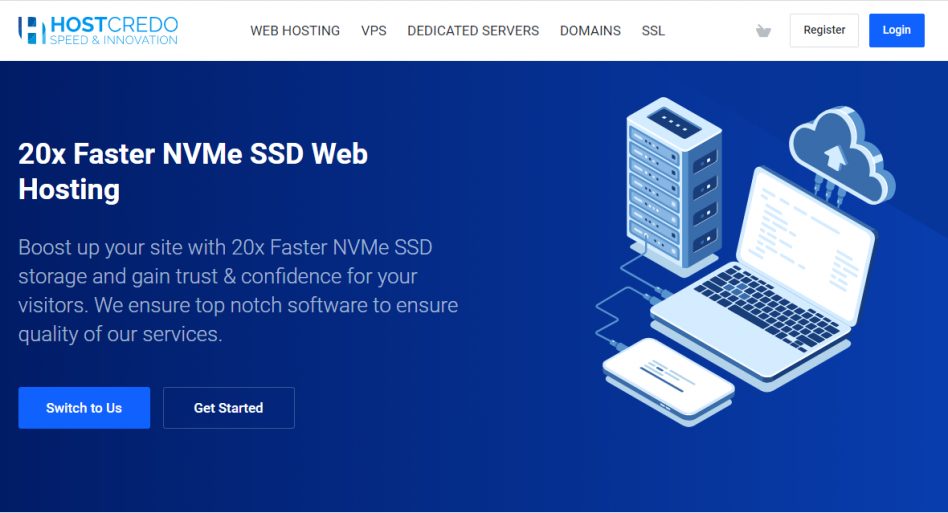 HOSTCREDO
SPEED & INNOVATION
WEB HOSTING VPS DEDICATED SERVERS DOMAINS SSL Register Login
20x Faster NVMe SSD Web
Hosting
Boost up your site with 20x Faster NVMe SSD
storage and gain trust & confidence for your
visitors. We ensure top notch software to ensure
quality of our services.
Switch to Us Get Started